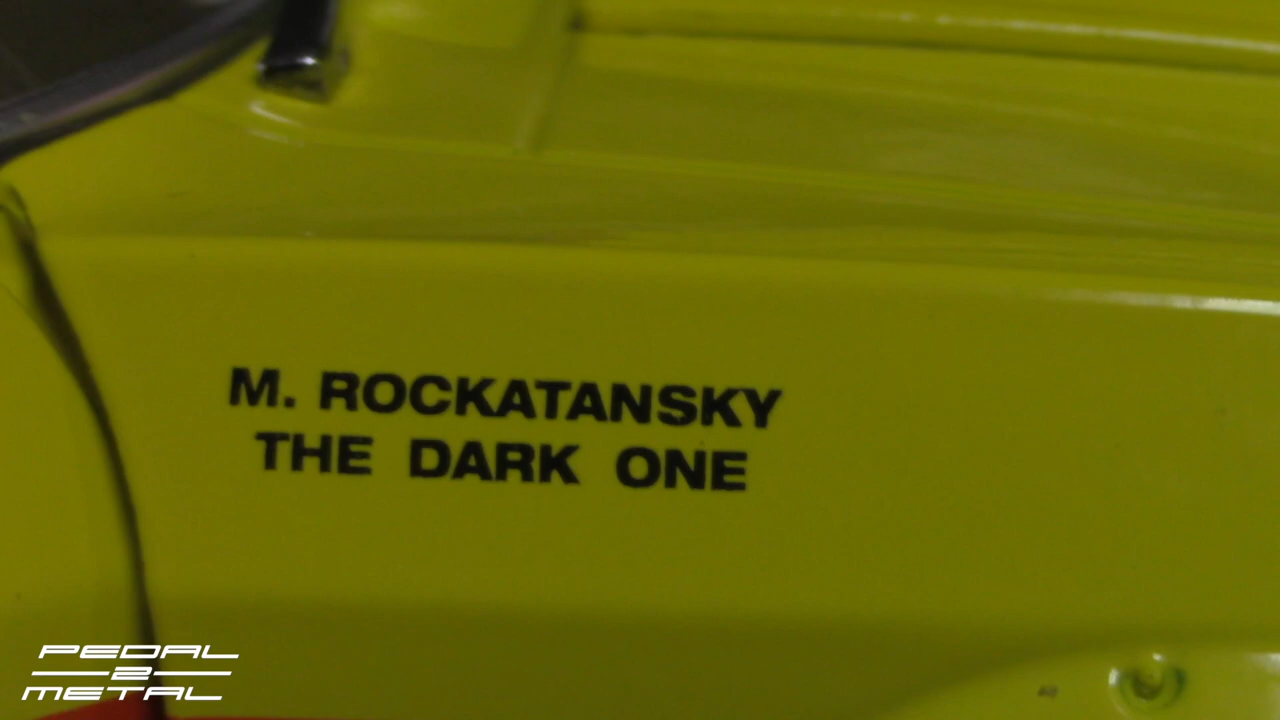 M. ROCKATANSKY
THE DARK ONE
PEDAL
2
METAL